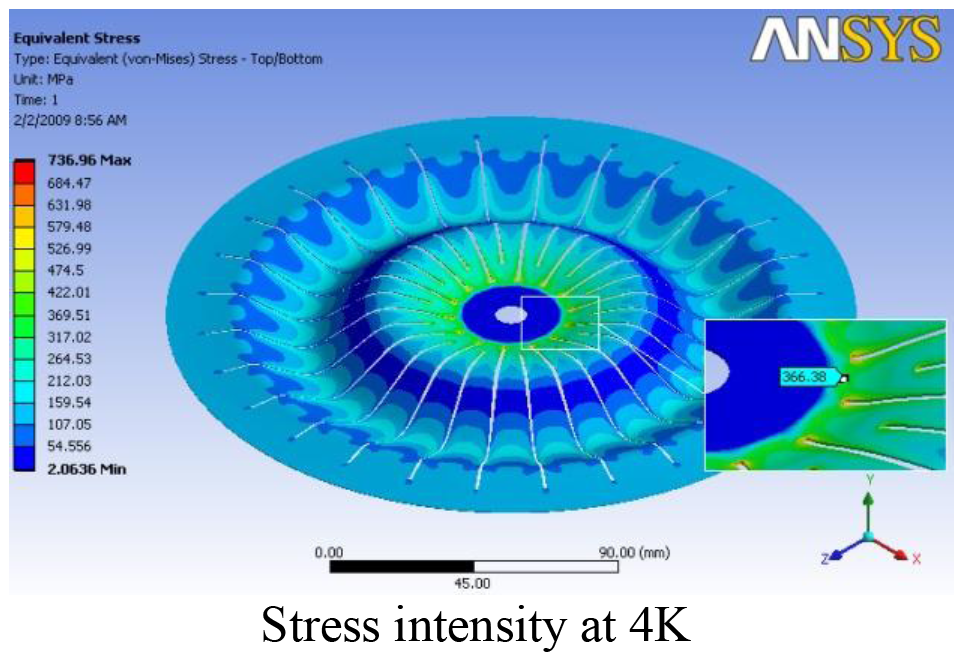 Equivalent Stress
Type: Equivalent (von-Mises) Stress - Top/Bottom
Unit: MPa
Time: 1
2/2/2009 8:56 AM
ANSYS
736.96 Max
684.47
631.98
579.48
526.99
474.5
422.01
369.51
317.02
264.53
212.03
159.54
107.05
54.556
2.0636 Min
366.38
Y
Z
X
0.00
90.00 (mm)
45.00
Stress intensity at 4K